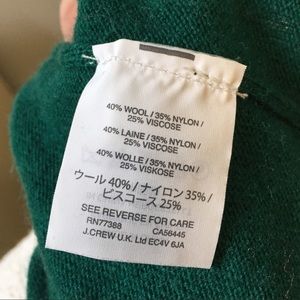 40% WOOL / 35% NYLON /
25% VISCOSE
40% LAINE / 35% NYLON /
25% VISCOSE
40% WOLLE / 35% NYLON /
25% VISKOSE
ウール 40% / ナイロン 35% /
ビスコース 25%
SEE REVERSE FOR CARE
RN77388 CA56445
J.CREW U.K. Ltd EC4V 6JA